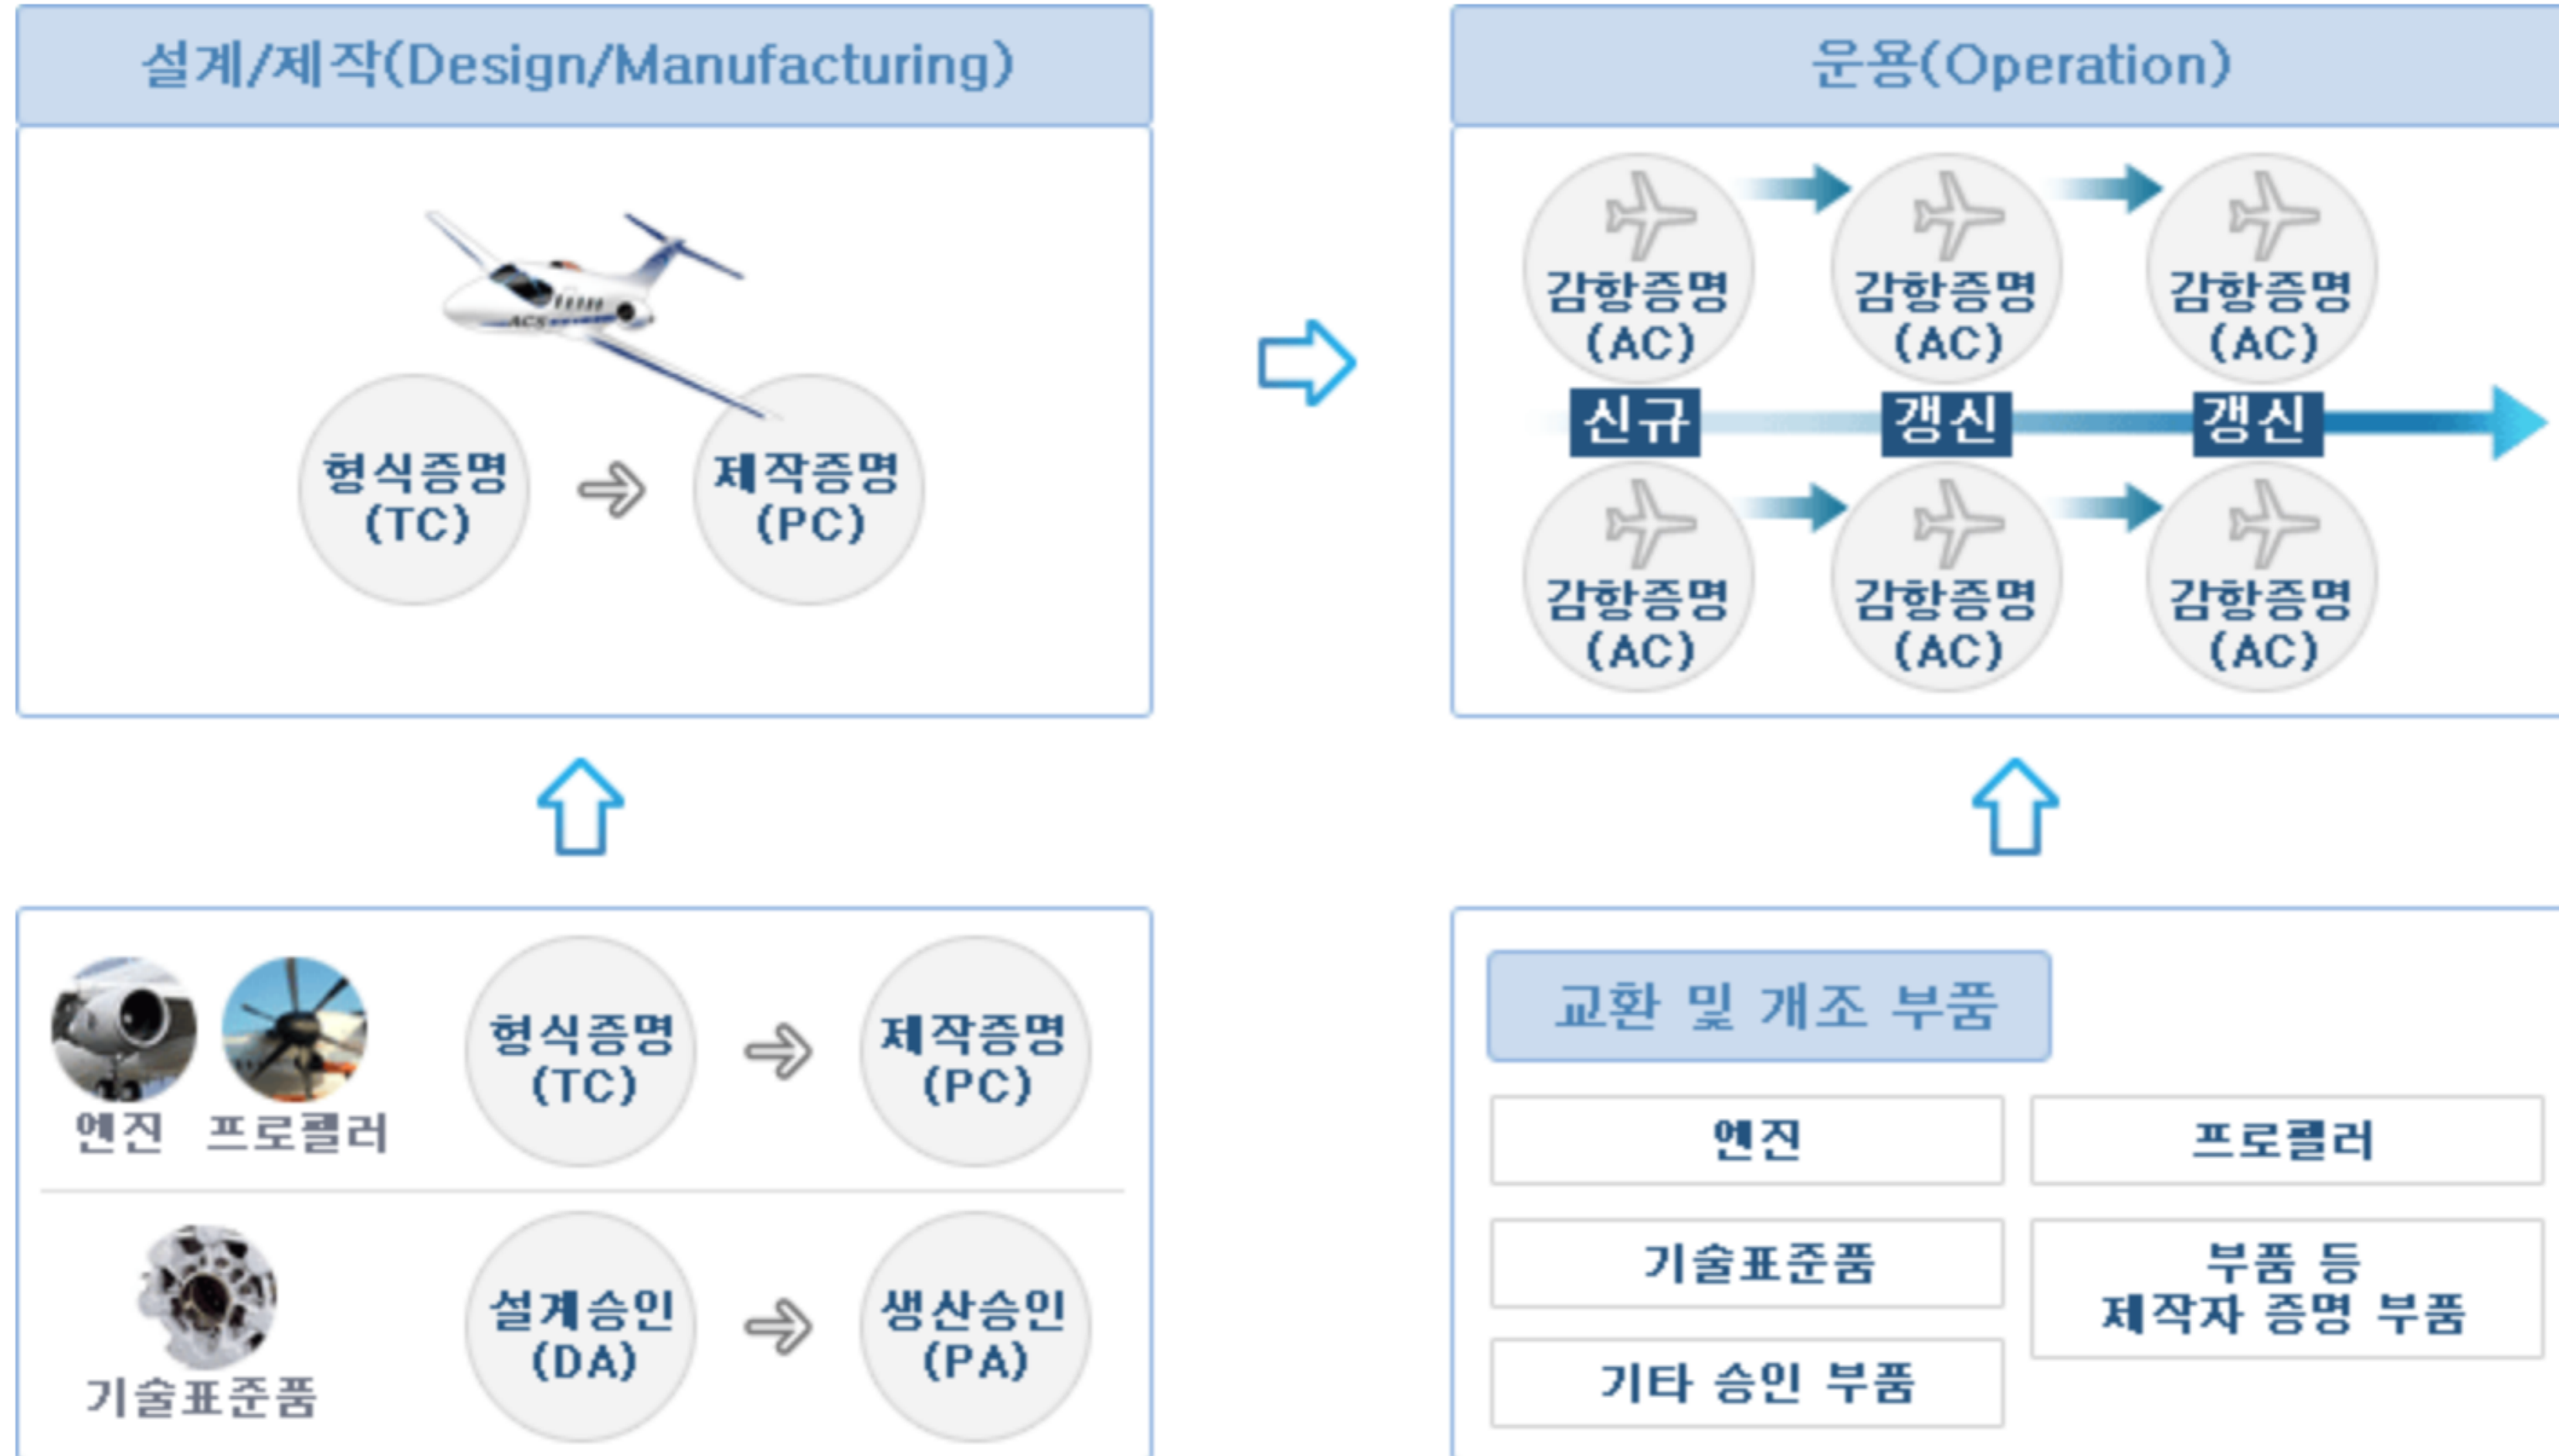 설계/제작(Design/Manufacturing)
ACS
형식증명
(TC)
제작증명
(PC)
운용(Operation)
감항증명
(AC)
감항증명
(AC)
감항증명
(AC)
신규
갱신
갱신
감항증명
(AC)
감항증명
(AC)
감항증명
(AC)
엔진
프로펠러
형식증명
(TC)
제작증명
(PC)
기술표준품
설계승인
(DA)
생산승인
(PA)
교환 및 개조 부품
엔진
프로펠러
기술표준품
부품 등
제작자 증명 부품
기타 승인 부품